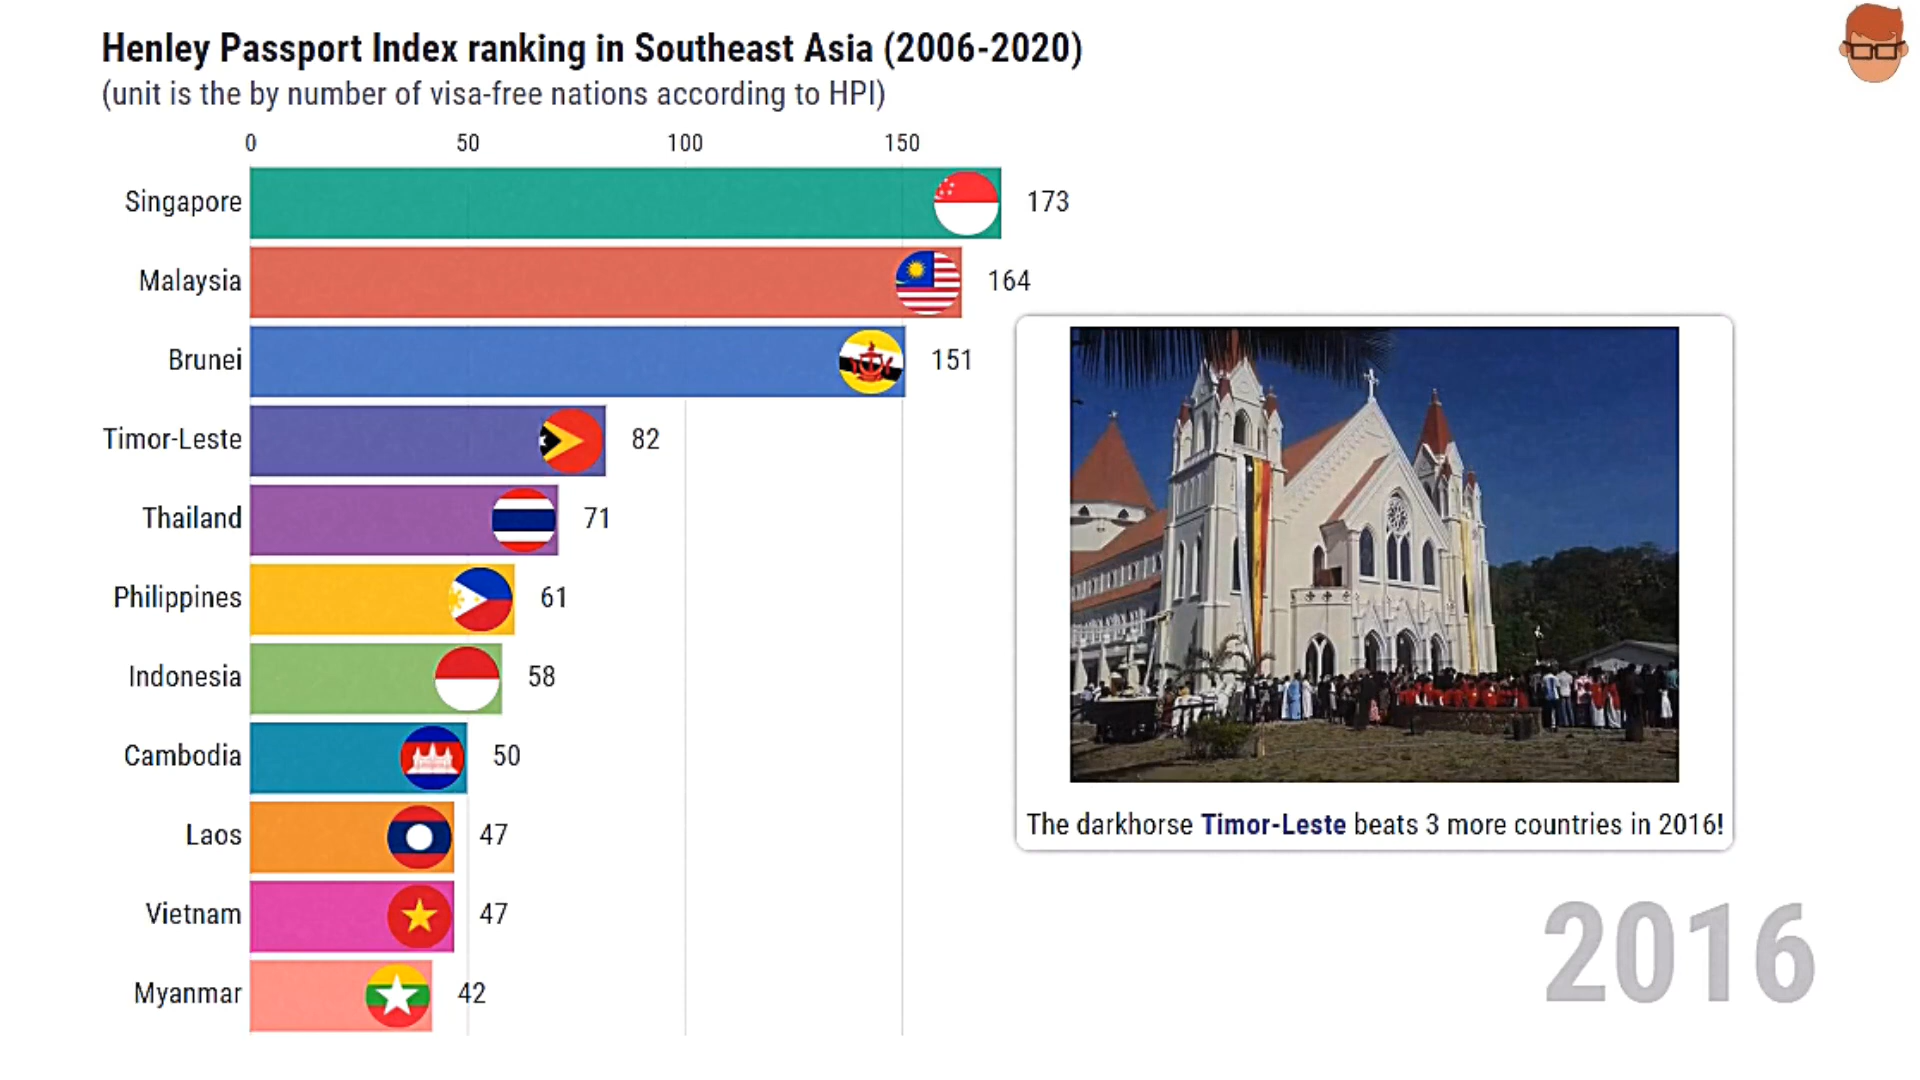 Henley Passport Index ranking in Southeast Asia (2006-2020)
(unit is the by number of visa-free nations according to HPI)
0 50 100 150
Singapore 173
Malaysia 164
Brunei 151
Timor-Leste 82
Thailand 71
Philippines 61
Indonesia 58
Cambodia 50
Laos 47
Vietnam 47
Myanmar 42
The darkhorse Timor-Leste beats 3 more countries in 2016!
2016